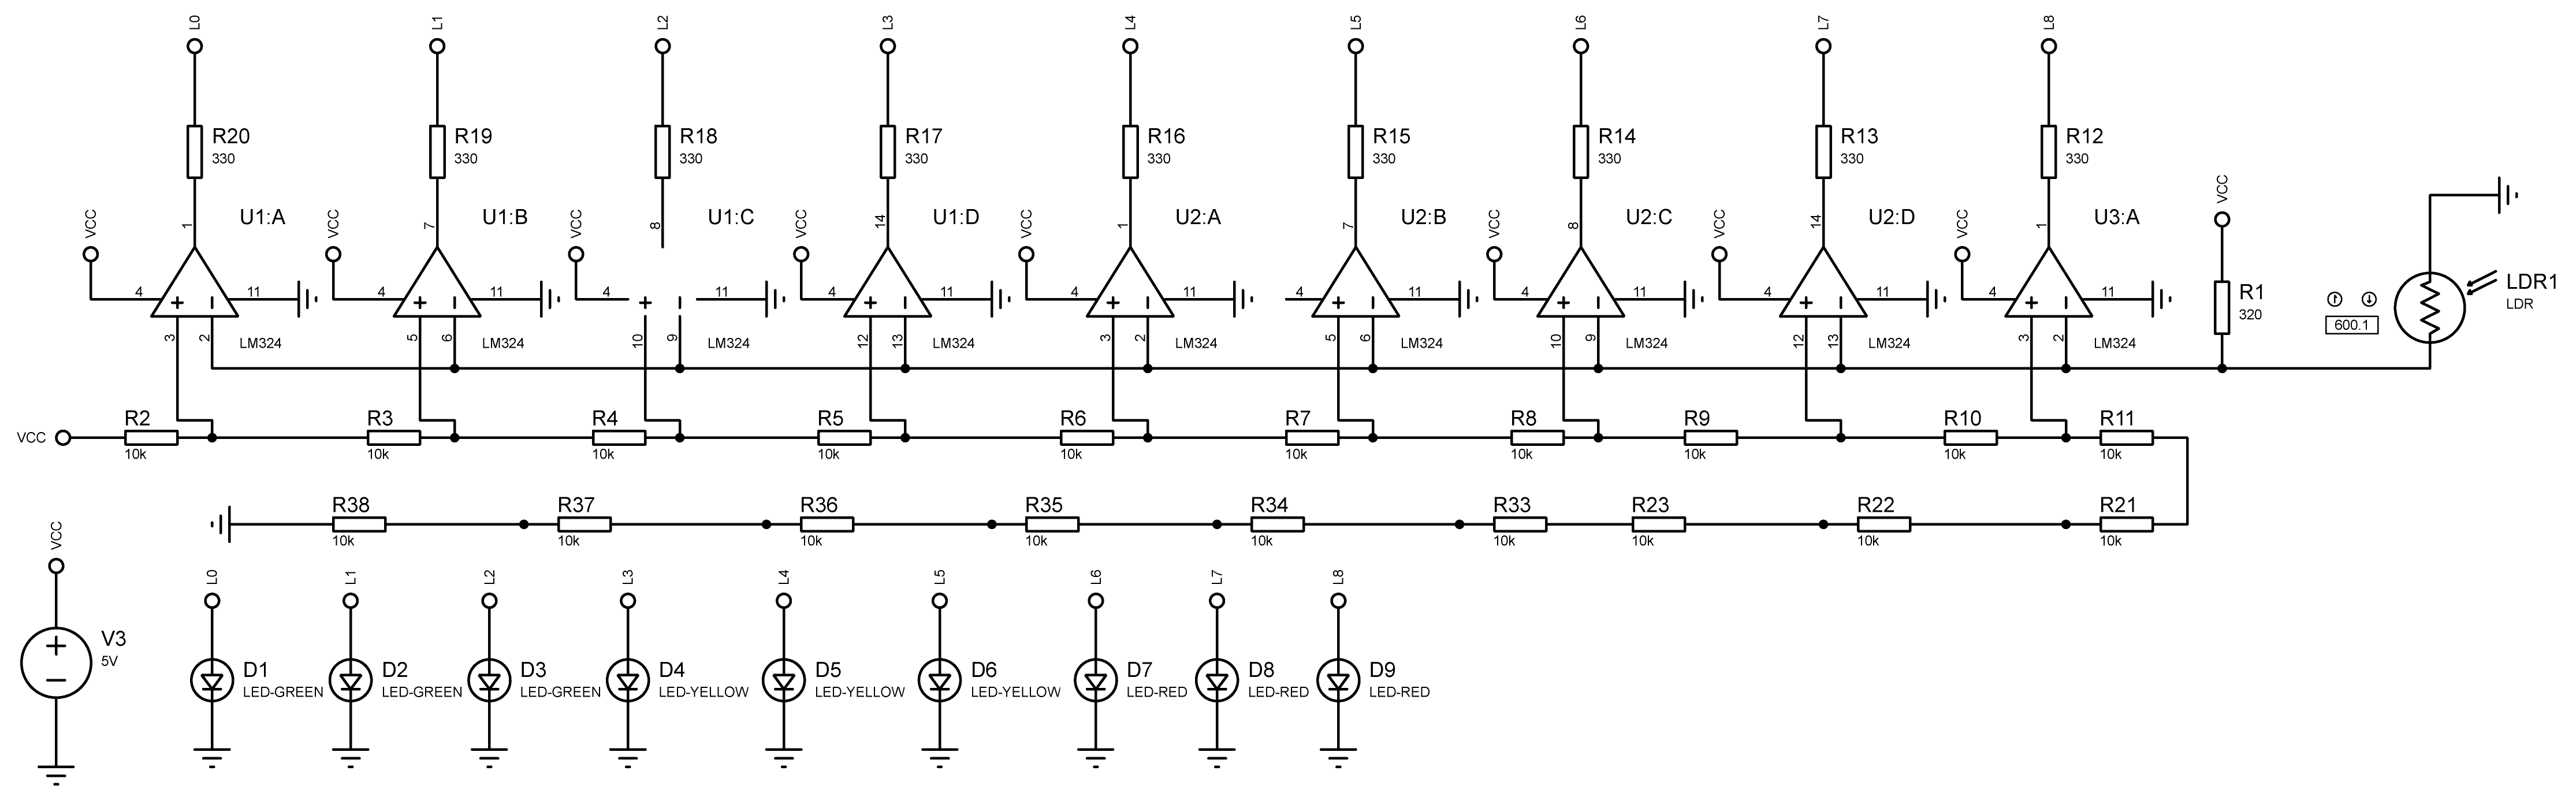 L0 L1 L2 L3 L4 L5 L6 L7 L8
R20 R19 R18 R17 R16 R15 R14 R13 R12
330 330 330 330 330 330 330 330 330
VCC U1:A VCC U1:B VCC U1:C VCC U1:D VCC U2:A U2:B VCC U2:C VCC U2:D VCC U3:A VCC
1 7 8 14 1 7 8 14 1
4 + - 11 4 + - 11 4 + - 11 4 + - 11 4 + - 11 4 + - 11 4 + - 11 4 + - 11 4 + - 11 R1 LDR1
320 LDR
600.1
3 2 LM324 5 6 LM324 10 9 LM324 12 13 LM324 3 2 LM324 5 6 LM324 10 9 LM324 12 13 LM324 3 2 LM324
R2 R3 R4 R5 R6 R7 R8 R9 R10 R11
VCC
10k 10k 10k 10k 10k 10k 10k 10k 10k 10k
R38 R37 R36 R35 R34 R33 R23 R22 R21
10k 10k 10k 10k 10k 10k 10k 10k 10k
VCC L0 L1 L2 L3 L4 L5 L6 L7 L8
+ -
V3 D1 D2 D3 D4 D5 D6 D7 D8 D9
5V LED-GREEN LED-GREEN LED-GREEN LED-YELLOW LED-YELLOW LED-YELLOW LED-RED LED-RED LED-RED